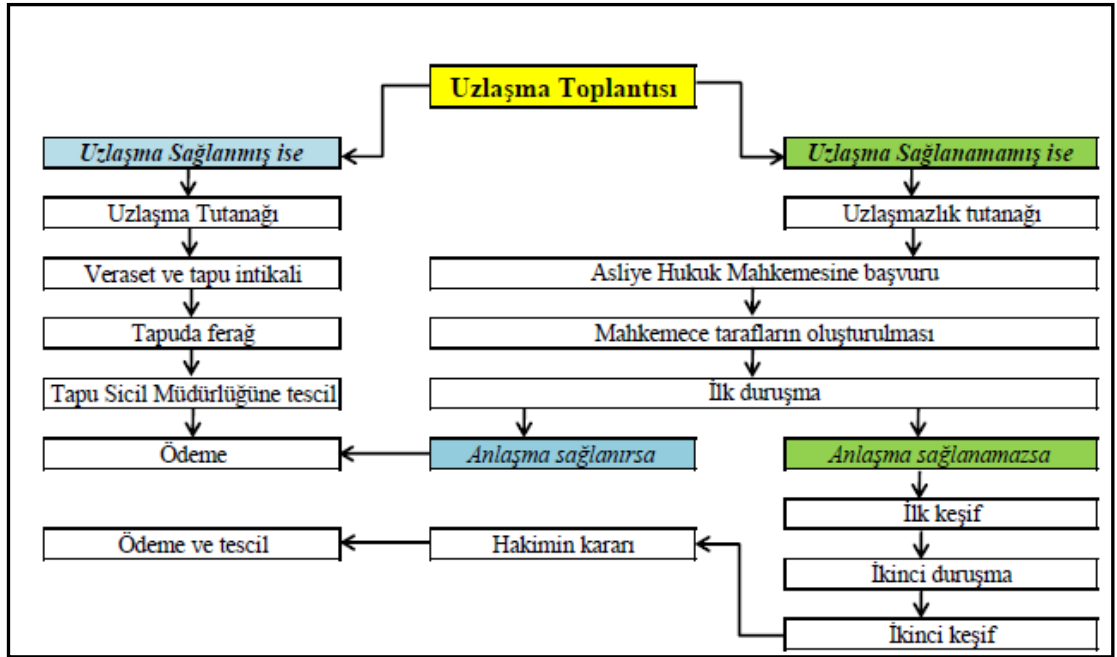 Uzlaşma Toplantısı
Uzlaşma Sağlanmış ise
Uzlaşma Sağlanamamış ise
Uzlaşma Tutanağı
Uzlaşmazlık tutanağı
Veraset ve tapu intikali
Asliye Hukuk Mahkemesine başvuru
Tapuda ferağ
Mahkemece tarafların oluşturulması
Tapu Sicil Müdürlüğüne tescil
İlk duruşma
Ödeme
Anlaşma sağlanırsa
Anlaşma sağlanamazsa
İlk keşif
Ödeme ve tescil
Hakimin kararı
İkinci duruşma
İkinci keşif